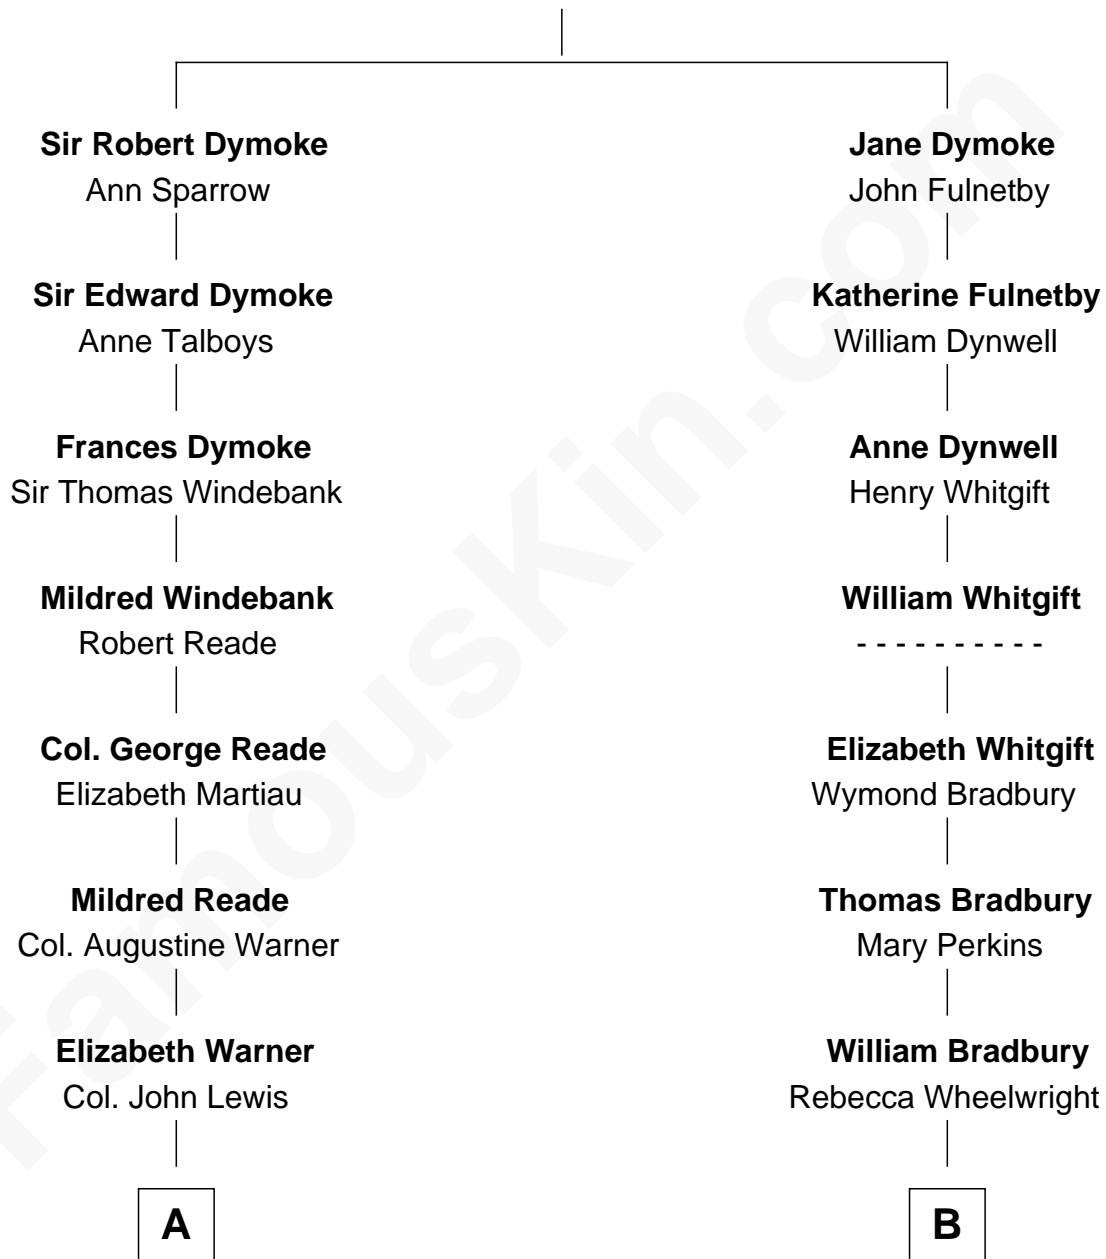 Sir Robert Dymoke
Ann Sparrow
Sir Edward Dymoke
Anne Talboys
Frances Dymoke
Sir Thomas Windebank
Mildred Windebank
Robert Reade
Col. George Reade
Elizabeth Martiau
Mildred Reade
Col. Augustine Warner
Elizabeth Warner
Col. John Lewis
A
Jane Dymoke
John Fulnetby
Katherine Fulnetby
William Dynwell
Anne Dynwell
Henry Whitgift
William Whitgift
- - - - - - - - - -
Elizabeth Whitgift
Wymond Bradbury
Thomas Bradbury
Mary Perkins
William Bradbury
Rebecca Wheelwright
B
FamousKin.com